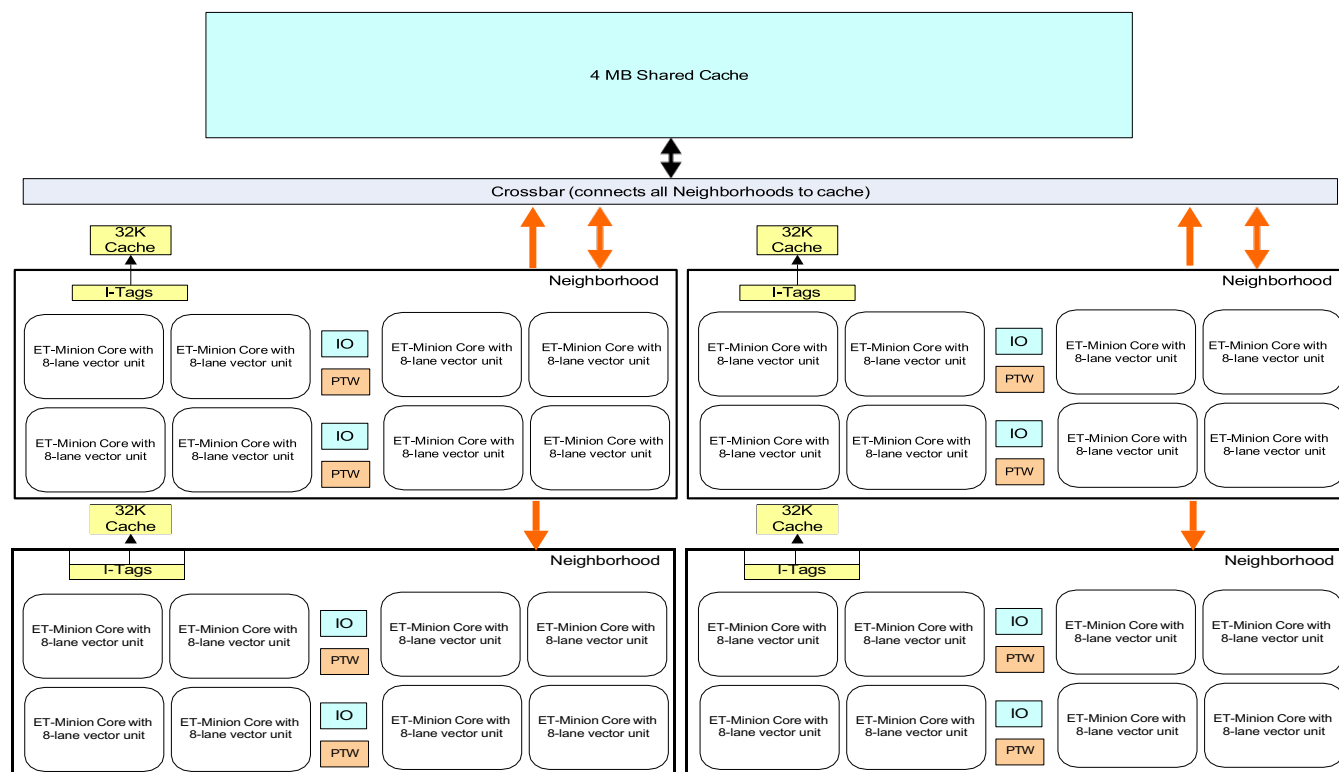 4 MB Shared Cache
Crossbar (connects all Neighborhoods to cache)
32K
Cache
32K
Cache
Neighborhood
Neighborhood
I-Tags
I-Tags
ET-Minion Core with
8-lane vector unit
ET-Minion Core with
8-lane vector unit
IO
PTW
ET-Minion Core with
8-lane vector unit
ET-Minion Core with
8-lane vector unit
ET-Minion Core with
8-lane vector unit
ET-Minion Core with
8-lane vector unit
IO
PTW
ET-Minion Core with
8-lane vector unit
ET-Minion Core with
8-lane vector unit
ET-Minion Core with
8-lane vector unit
ET-Minion Core with
8-lane vector unit
IO
PTW
ET-Minion Core with
8-lane vector unit
ET-Minion Core with
8-lane vector unit
ET-Minion Core with
8-lane vector unit
ET-Minion Core with
8-lane vector unit
IO
PTW
ET-Minion Core with
8-lane vector unit
ET-Minion Core with
8-lane vector unit
32K
Cache
32K
Cache
Neighborhood
Neighborhood
I-Tags
I-Tags
ET-Minion Core with
8-lane vector unit
ET-Minion Core with
8-lane vector unit
IO
PTW
ET-Minion Core with
8-lane vector unit
ET-Minion Core with
8-lane vector unit
ET-Minion Core with
8-lane vector unit
ET-Minion Core with
8-lane vector unit
IO
PTW
ET-Minion Core with
8-lane vector unit
ET-Minion Core with
8-lane vector unit
ET-Minion Core with
8-lane vector unit
ET-Minion Core with
8-lane vector unit
IO
PTW
ET-Minion Core with
8-lane vector unit
ET-Minion Core with
8-lane vector unit
ET-Minion Core with
8-lane vector unit
ET-Minion Core with
8-lane vector unit
IO
PTW
ET-Minion Core with
8-lane vector unit
ET-Minion Core with
8-lane vector unit